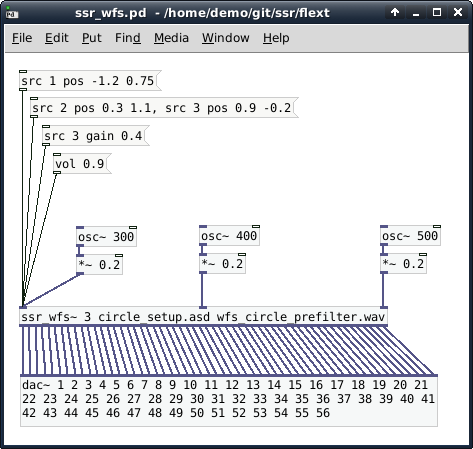 ssr_wfs.pd - /home/demo/git/ssr/flext
File Edit Put Find Media Window Help
src 1 pos -1.2 0.75
src 2 pos 0.3 1.1, src 3 pos 0.9 -0.2
src 3 gain 0.4
vol 0.9
osc~ 300 osc~ 400 osc~ 500
*~ 0.2 *~ 0.2 *~ 0.2
ssr_wfs~ 3 circle_setup.asd wfs_circle_prefilter.wav
dac~ 1 2 3 4 5 6 7 8 9 10 11 12 13 14 15 16 17 18 19 20 21
22 23 24 25 26 27 28 29 30 31 32 33 34 35 36 37 38 39 40 41
42 43 44 45 46 47 48 49 50 51 52 53 54 55 56